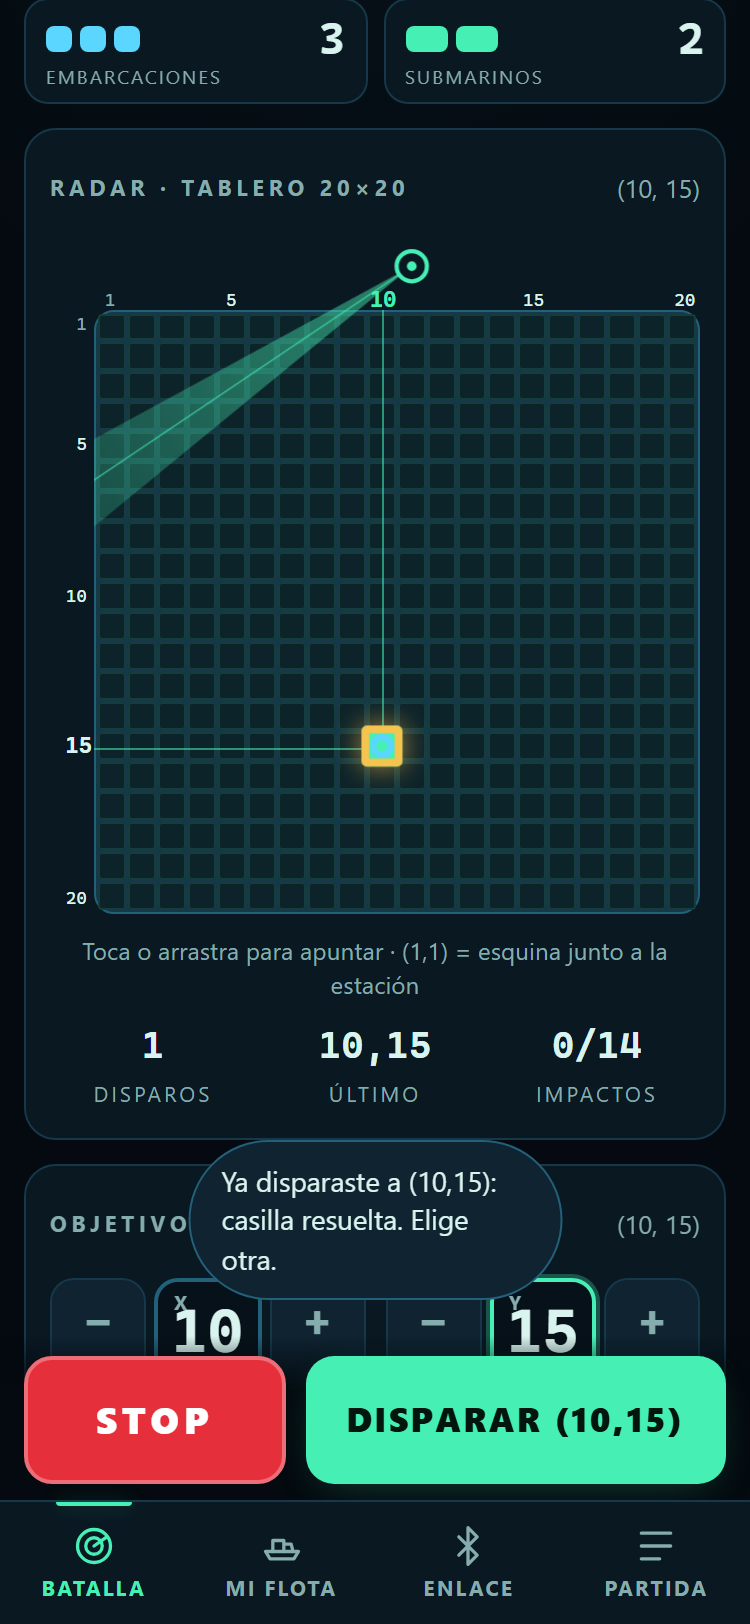 3
EMBARCACIONES
2
SUBMARINOS
RADAR · TABLERO 20×20
(10, 15)
1 5 10 15 20
1
5
10
15
20
Toca o arrastra para apuntar · (1,1) = esquina junto a la
estación
1 10,15 0/14
DISPAROS ÚLTIMO IMPACTOS
Ya disparaste a (10,15):
casilla resuelta. Elige
otra.
OBJETIVO
(10, 15)
− X 10 + − Y 15 +
STOP
DISPARAR (10,15)
BATALLA MI FLOTA ENLACE PARTIDA